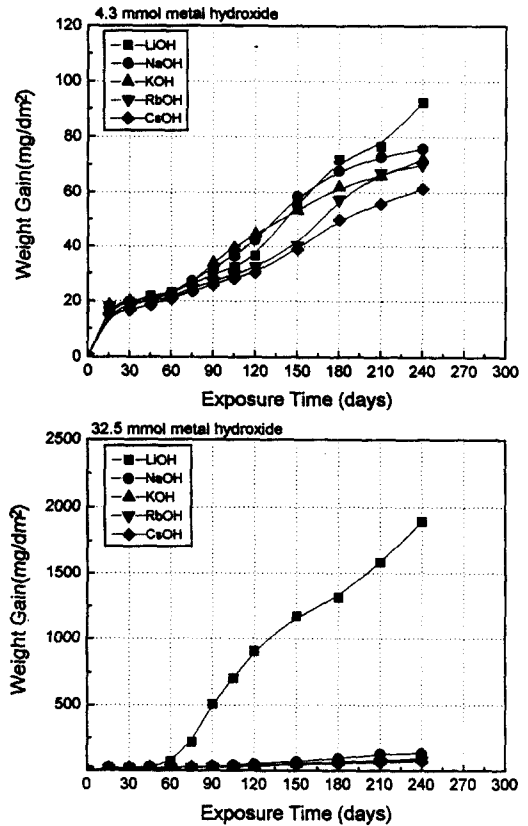 4.3 mmol metal hydroxide
120
100
80
60
40
20
0
Weight Gain(mg/dm²)
LiOH
NaOH
KOH
RbOH
CsOH
0 30 60 90 120 150 180 210 240 270 300
Exposure Time (days)
32.5 mmol metal hydroxide
2500
2000
1500
1000
500
Weight Gain(mg/dm²)
LiOH
NaOH
KOH
RbOH
CsOH
0 30 60 90 120 150 180 210 240 270 300
Exposure Time (days)